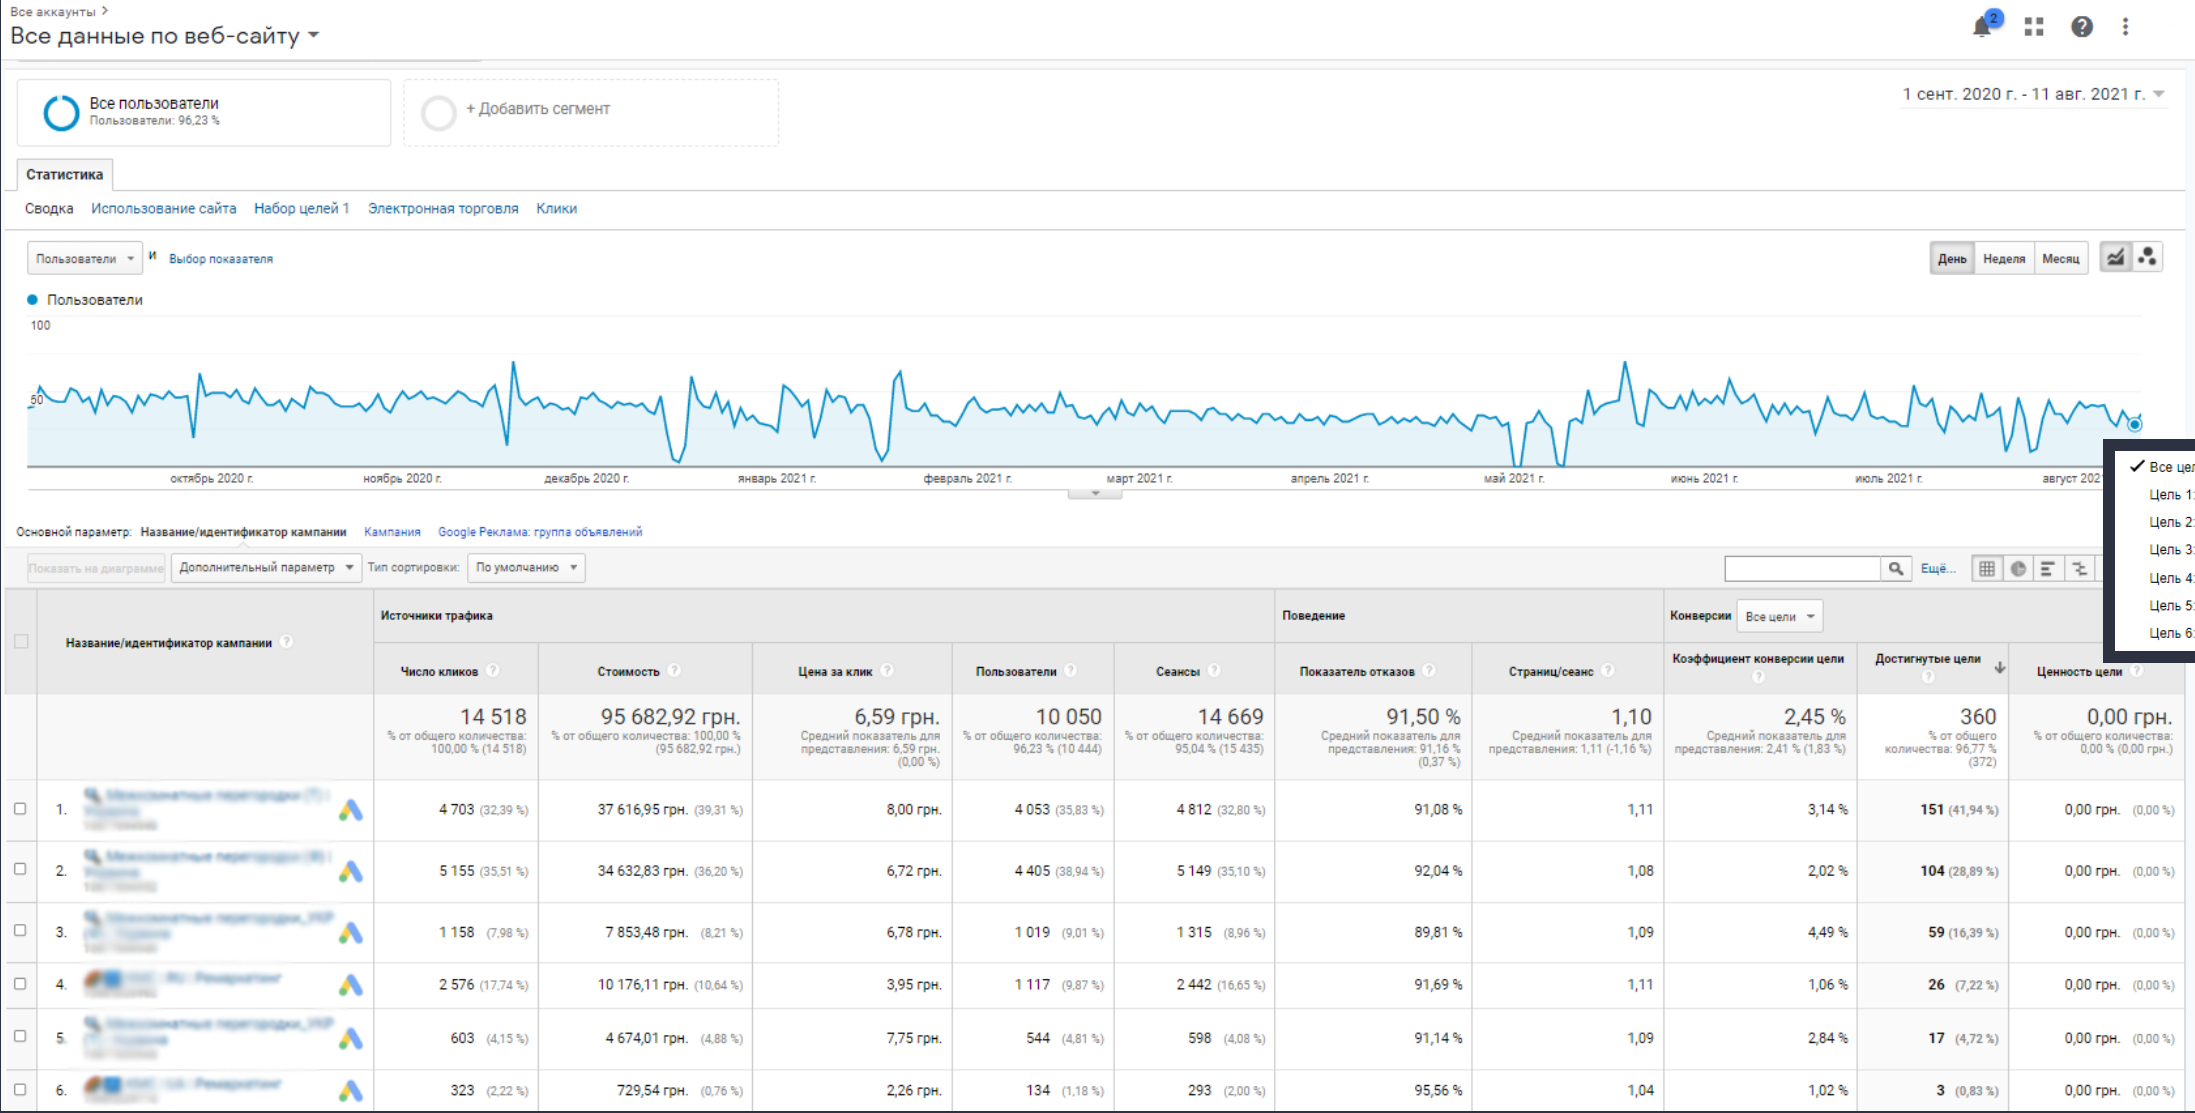 Все аккаунты >
Все данные по веб-сайту
2
Все пользователи
Пользователи: 96,23 %
+ Добавить сегмент
1 сент. 2020 г. - 11 авг. 2021 г.
Статистика
Сводка Использование сайта Набор целей 1 Электронная торговля Клики
Пользователи и Выбор показателя
День Неделя Месяц
Пользователи
100
50
октябрь 2020 г. ноябрь 2020 г. декабрь 2020 г. январь 2021 г. февраль 2021 г. март 2021 г. апрель 2021 г. май 2021 г. июнь 2021 г. июль 2021 г. август 202
Все цел
Цель 1:
Цель 2:
Цель 3:
Цель 4:
Цель 5:
Цель 6:
Основной параметр: Название/идентификатор кампании Кампания Google Реклама: группа объявлений
Показать на диаграмме Дополнительный параметр Тип сортировки: По умолчанию Ещё...
Название/идентификатор кампании ?
Источники трафика Поведение Конверсии Все цели
Число кликов ? Стоимость ? Цена за клик ? Пользователи ? Сеансы ? Показатель отказов ? Страниц/сеанс ? Коэффициент конверсии цели ? Достигнутые цели ? Ценность цели ?
14 518 95 682,92 грн. 6,59 грн. 10 050 14 669 91,50 % 1,10 2,45 % 360 0,00 грн.
% от общего количества: 100,00 % (14 518)
% от общего количества: 100,00 % (95 682,92 грн.)
Средний показатель для представления: 6,59 грн. (0,00 %)
% от общего количества: 96,23 % (10 444)
% от общего количества: 95,04 % (15 435)
Средний показатель для представления: 91,16 % (0,37 %)
Средний показатель для представления: 1,11 (-1,16 %)
Средний показатель для представления: 2,41 % (1,83 %)
% от общего количества: 96,77 % (372)
% от общего количества: 0,00 % (0,00 грн.)
1. 4 703 (32,39 %) 37 616,95 грн. (39,31 %) 8,00 грн. 4 053 (35,83 %) 4 812 (32,80 %) 91,08 % 1,11 3,14 % 151 (41,94 %) 0,00 грн. (0,00 %)
2. 5 155 (35,51 %) 34 632,83 грн. (36,20 %) 6,72 грн. 4 405 (38,94 %) 5 149 (35,10 %) 92,04 % 1,08 2,02 % 104 (28,89 %) 0,00 грн. (0,00 %)
3. 1 158 (7,98 %) 7 853,48 грн. (8,21 %) 6,78 грн. 1 019 (9,01 %) 1 315 (8,96 %) 89,81 % 1,09 4,49 % 59 (16,39 %) 0,00 грн. (0,00 %)
4. 2 576 (17,74 %) 10 176,11 грн. (10,64 %) 3,95 грн. 1 117 (9,87 %) 2 442 (16,65 %) 91,69 % 1,11 1,06 % 26 (7,22 %) 0,00 грн. (0,00 %)
5. 603 (4,15 %) 4 674,01 грн. (4,88 %) 7,75 грн. 544 (4,81 %) 598 (4,08 %) 91,14 % 1,09 2,84 % 17 (4,72 %) 0,00 грн. (0,00 %)
6. 323 (2,22 %) 729,54 грн. (0,76 %) 2,26 грн. 134 (1,18 %) 293 (2,00 %) 95,56 % 1,04 1,02 % 3 (0,83 %) 0,00 грн. (0,00 %)